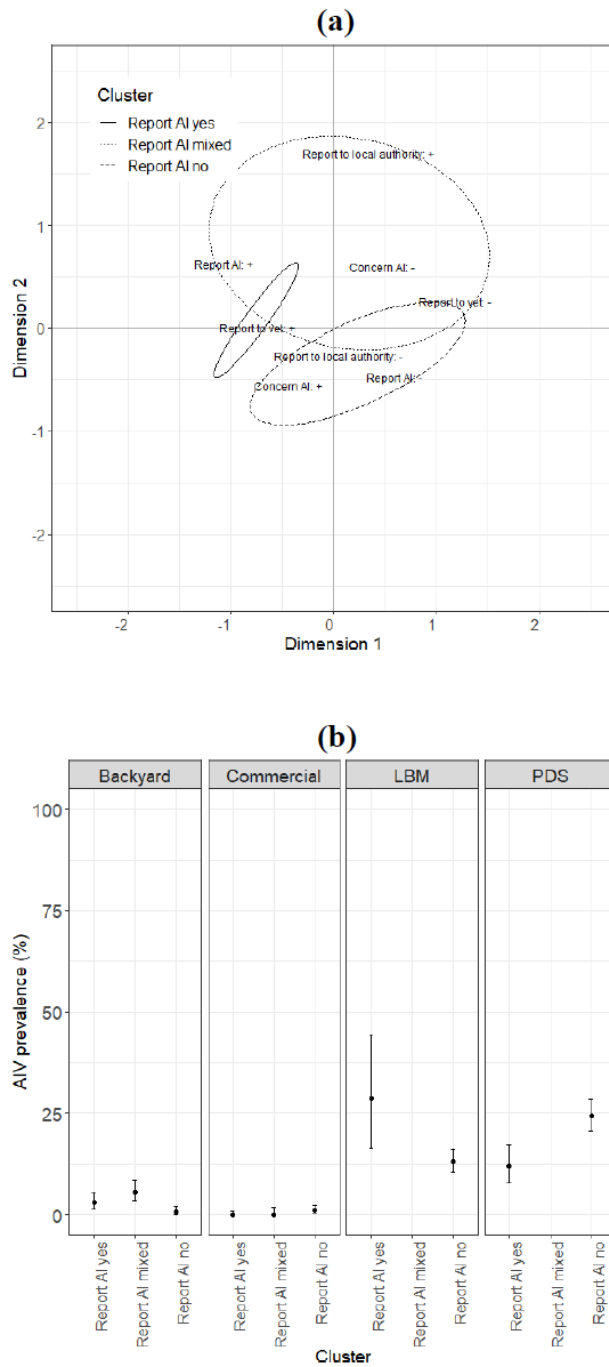 (a)
Cluster
Report AI yes
Report AI mixed
Report AI no
Report to local authority: +
Report AI: +
Concern AI: -
Report to vet: -
Report to vet: +
Report to local authority: -
Report AI: -
Concern AI: +
2
1
0
-1
-2
Dimension 2
-2 -1 0 1 2
Dimension 1
(b)
Backyard Commercial LBM PDS
100
75
50
25
0
AIV prevalence (%)
Report AI yes Report AI mixed Report AI no Report AI yes Report AI mixed Report AI no Report AI yes Report AI mixed Report AI no Report AI yes Report AI mixed Report AI no
Cluster